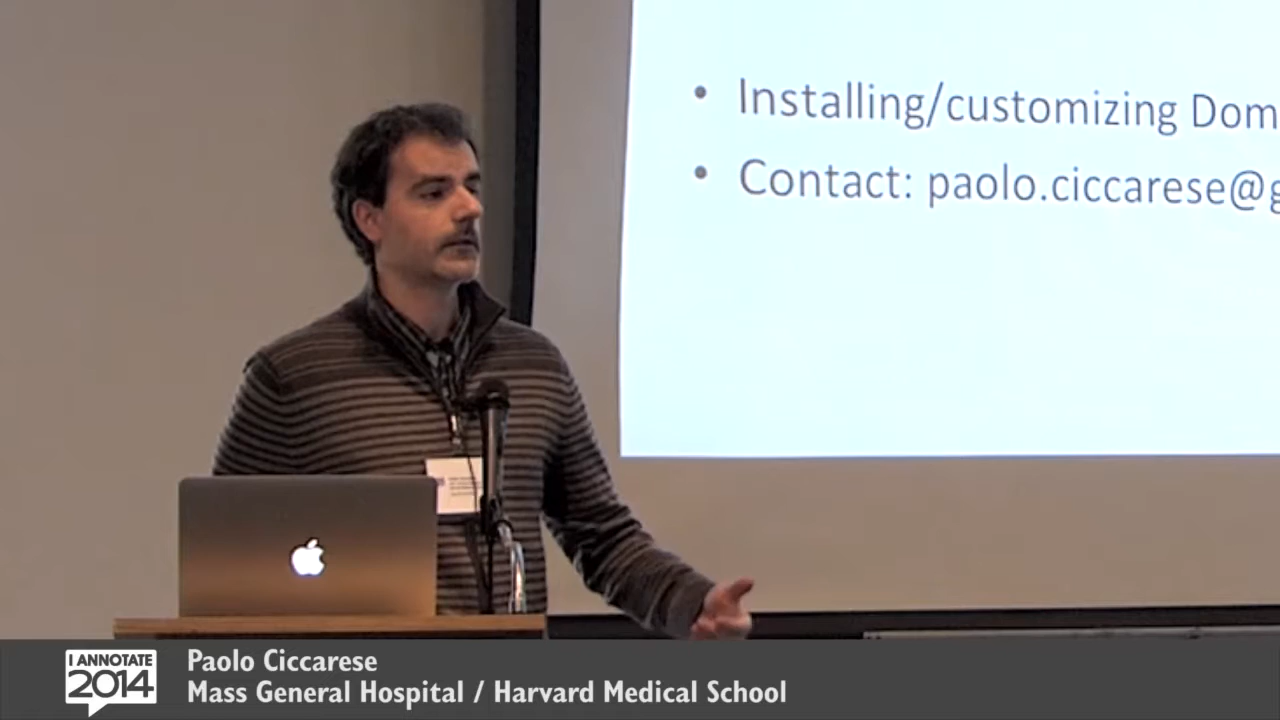 • Installing/customizing Dom
• Contact: paolo.ciccarese@g
I ANNOTATE
2014
Paolo Ciccarese
Mass General Hospital / Harvard Medical School